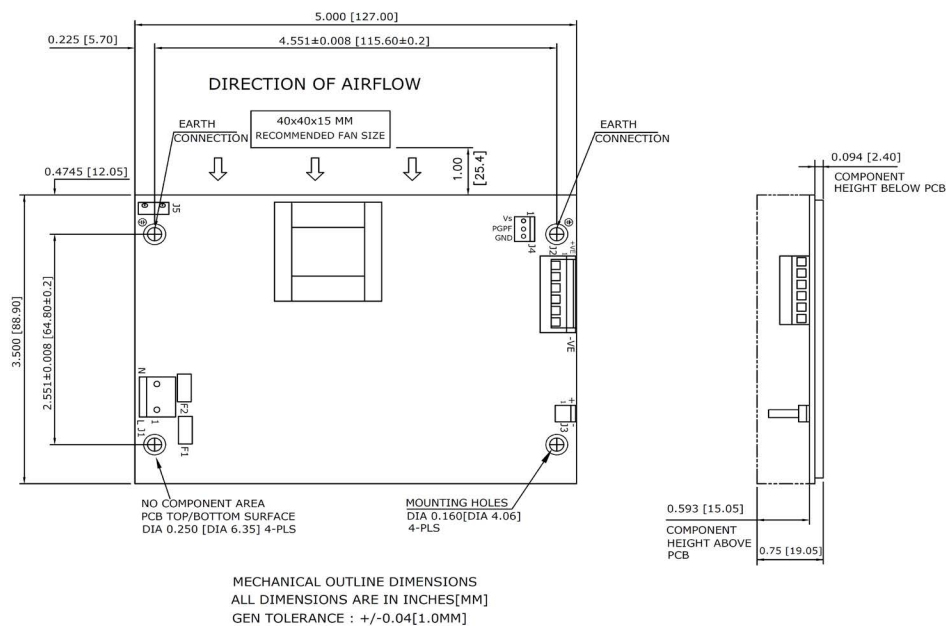 5.000 [127.00]
0.225 [5.70]
4.551±0.008 [115.60±0.2]
DIRECTION OF AIRFLOW
40x40x15 MM
RECOMMENDED FAN SIZE
EARTH
CONNECTION
EARTH
CONNECTION
1.00
[25.4]
0.4745 [12.05]
0.094 [2.40]
COMPONENT
HEIGHT BELOW PCB
J5
Vs
PGPF
GND
1
J4
J2
+VE
1
-VE
3.500 [88.90]
2.551±0.008 [64.80±0.2]
N
F2
L
J1
1
F1
+
1
J3
-
NO COMPONENT AREA
PCB TOP/BOTTOM SURFACE
DIA 0.250 [DIA 6.35] 4-PLS
MOUNTING HOLES
DIA 0.160[DIA 4.06]
4-PLS
0.593 [15.05]
COMPONENT
HEIGHT ABOVE
PCB
0.75 [19.05]
MECHANICAL OUTLINE DIMENSIONS
ALL DIMENSIONS ARE IN INCHES[MM]
GEN TOLERANCE : +/-0.04[1.0MM]